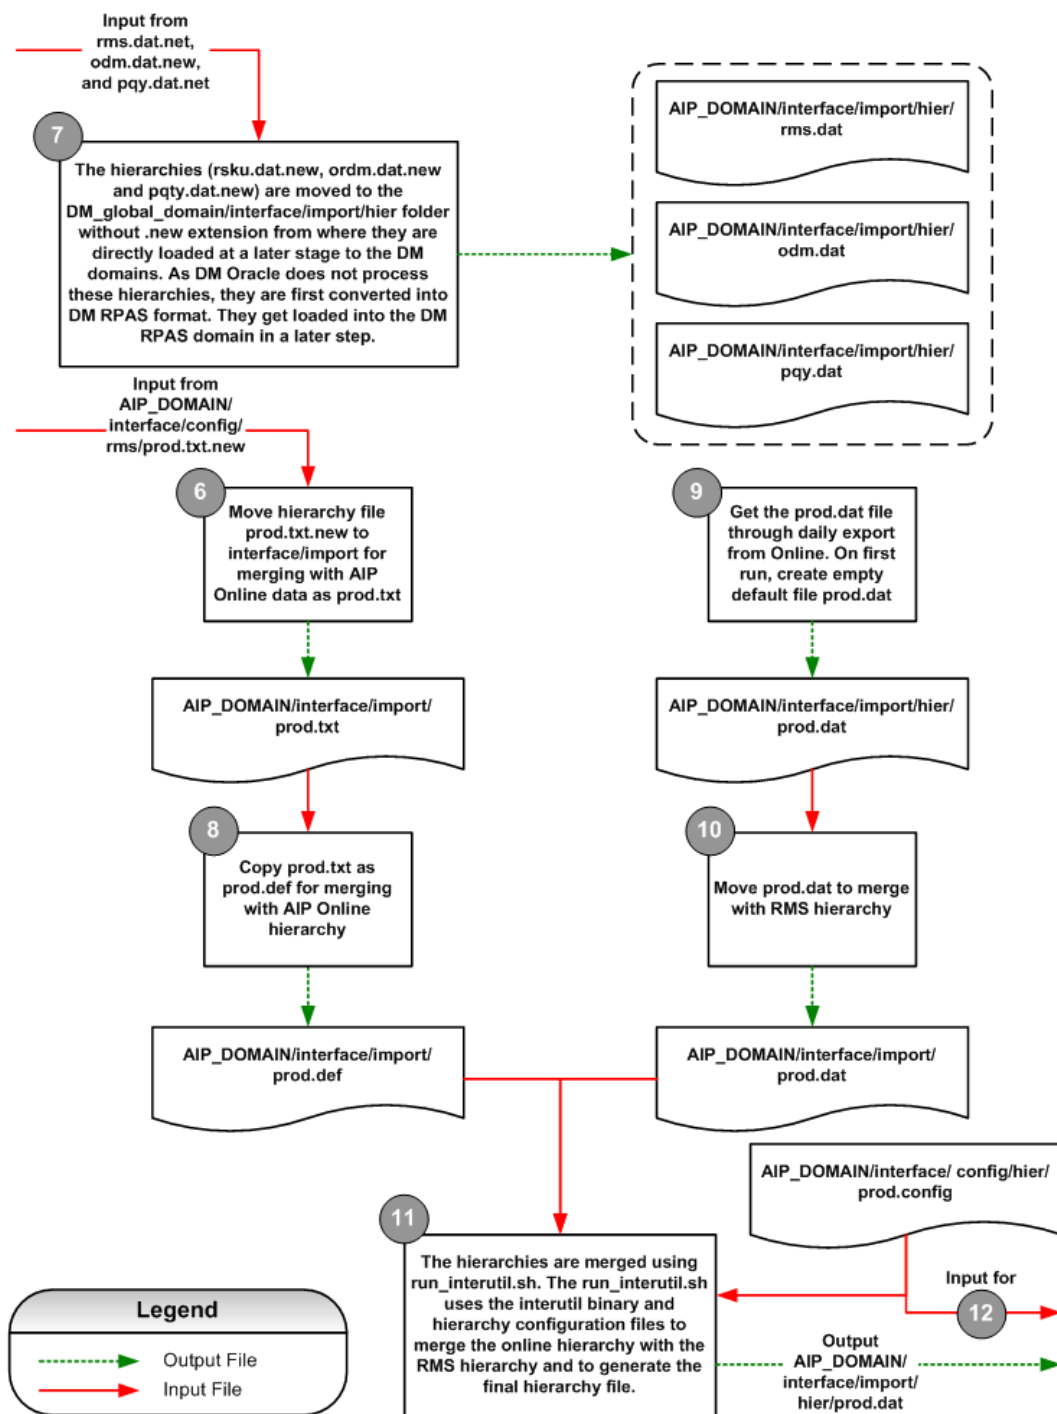 Input from
rms.dat.net,
odm.dat.new,
and pqy.dat.net
7
The hierarchies (rsku.dat.new, ordm.dat.new
and pqty.dat.new) are moved to the
DM_global_domain/interface/import/hier folder
without .new extension from where they are
directly loaded at a later stage to the DM
domains. As DM Oracle does not process
these hierarchies, they are first converted into
DM RPAS format. They get loaded into the DM
RPAS domain in a later step.
AIP_DOMAIN/interface/import/hier/
rms.dat
AIP_DOMAIN/interface/import/hier/
odm.dat
AIP_DOMAIN/interface/import/hier/
pqy.dat
Input from
AIP_DOMAIN/
interface/config/
rms/prod.txt.new
6
Move hierarchy file
prod.txt.new to
interface/import for
merging with AIP
Online data as prod.txt
9
Get the prod.dat file
through daily export
from Online. On first
run, create empty
default file prod.dat
AIP_DOMAIN/interface/import/
prod.txt
AIP_DOMAIN/interface/import/hier/
prod.dat
8
Copy prod.txt as
prod.def for merging
with AIP Online
hierarchy
10
Move prod.dat to merge
with RMS hierarchy
AIP_DOMAIN/interface/import/
prod.def
AIP_DOMAIN/interface/import/
prod.dat
AIP_DOMAIN/interface/ config/hier/
prod.config
11
The hierarchies are merged using
run_interutil.sh. The run_interutil.sh
uses the interutil binary and
hierarchy configuration files to
merge the online hierarchy with the
RMS hierarchy and to generate the
final hierarchy file.
Input for
12
Output
AIP_DOMAIN/
interface/import/
hier/prod.dat
Legend
Output File
Input File